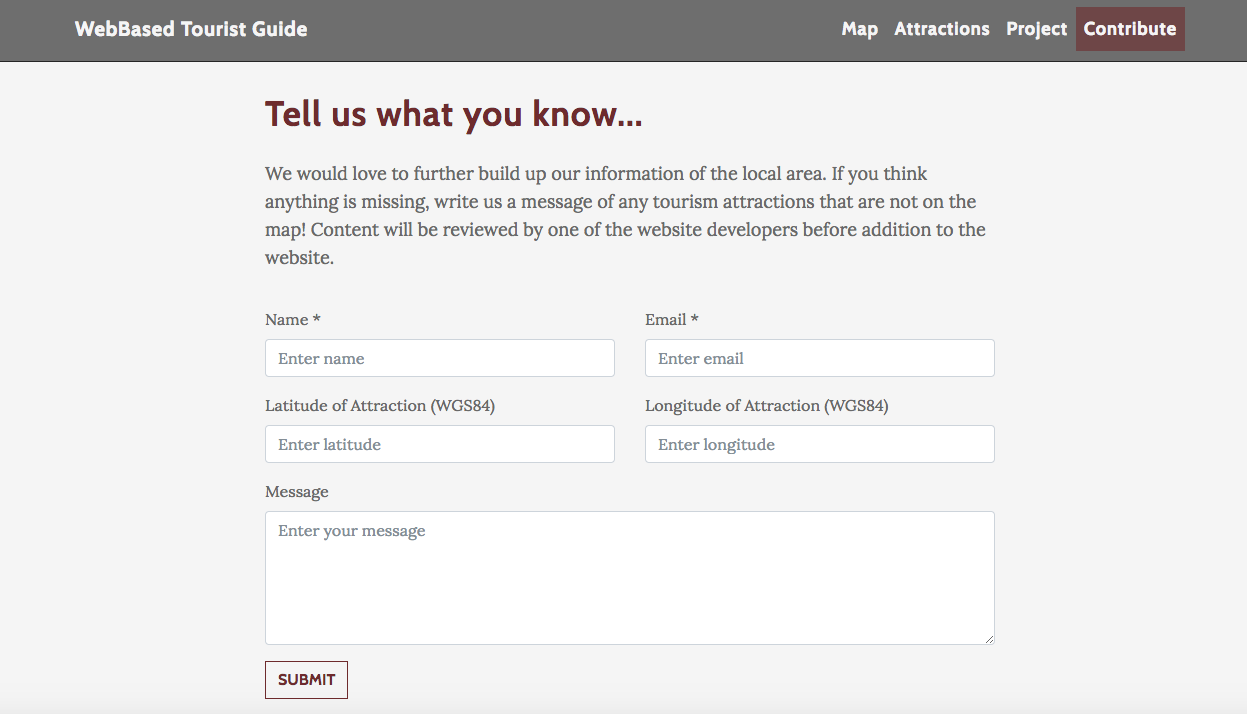 WebBased Tourist Guide
Map Attractions Project Contribute
Tell us what you know...
We would love to further build up our information of the local area. If you think
anything is missing, write us a message of any tourism attractions that are not on the
map! Content will be reviewed by one of the website developers before addition to the
website.
Name * Email *
Enter name Enter email
Latitude of Attraction (WGS84) Longitude of Attraction (WGS84)
Enter latitude Enter longitude
Message
Enter your message
SUBMIT